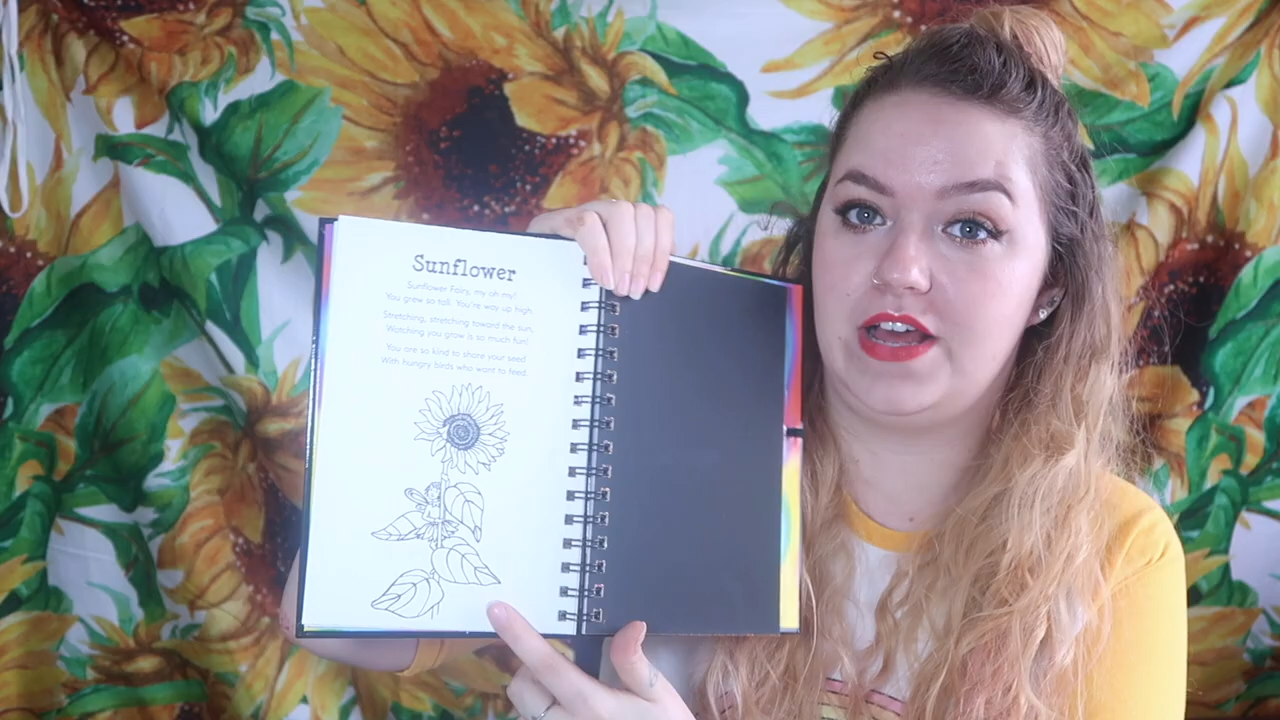 Sunflower
Sunflower Fairy, my oh my!
You grew so tall. You're way up high.
Stretching, stretching toward the sun,
Watching you grow is so much fun!
You are so kind to share your seed
With hungry birds who want to feed.